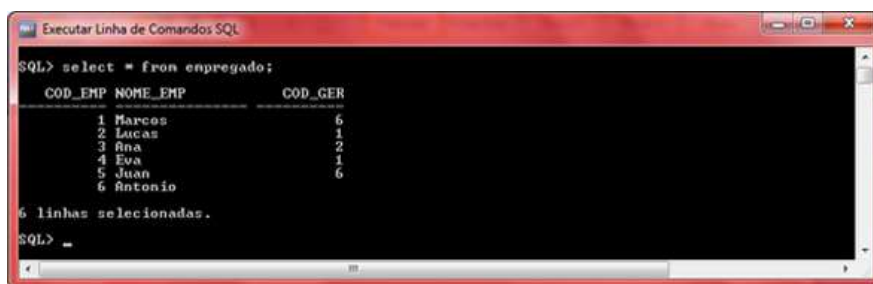 Executar Linha de Comandos SQL
SQL> select * from empregado;
COD_EMP NOME_EMP COD_GER
1 Marcos 6
2 Lucas 1
3 Ana 2
4 Eva 1
5 Juan 6
6 Antonio
6 linhas selecionadas.
SQL> _